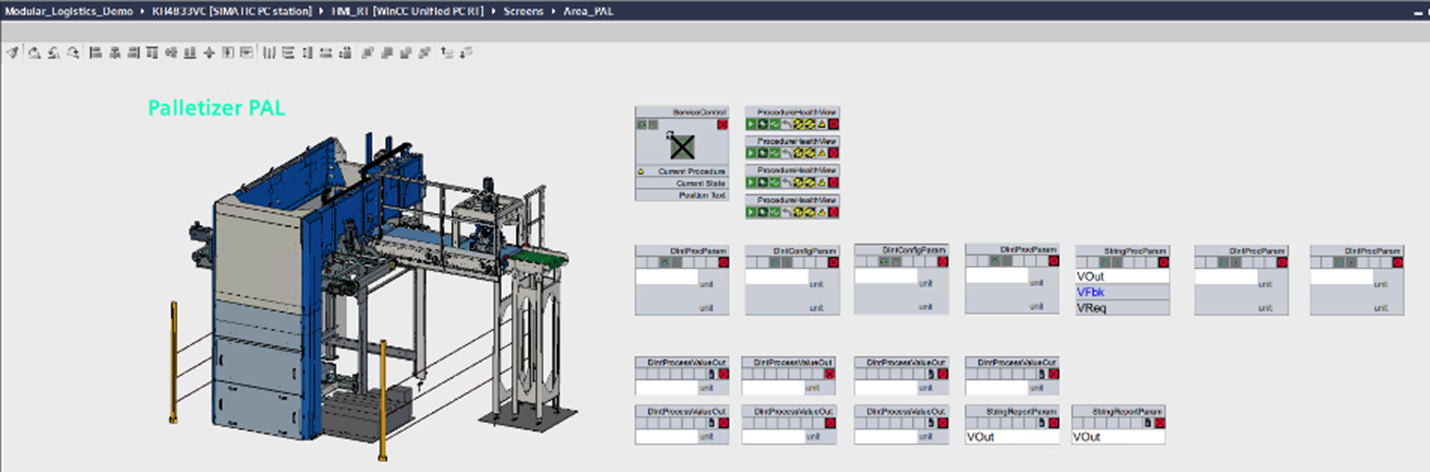 Modular_Logistics_Demo ▸ KH4833VC [SIMATIC PC station] ▸ HMI_RT [WinCC Unified PC RT] ▸ Screens ▸ Area_PAL
Palletizer PAL
ServiceControl
Current Procedure
Current State
Position Text
ProcedureHealthView
ProcedureHealthView
ProcedureHealthView
ProcedureHealthView
DIntProcParam
unit
unit
DIntConfigParam
unit
unit
DIntConfigParam
unit
unit
DIntProcParam
unit
unit
StringProcParam
VOut
VFbk
VReq
DIntProcParam
unit
unit
DIntProcParam
unit
unit
DIntProcessValueOut
unit
DIntProcessValueOut
unit
DIntProcessValueOut
unit
DIntProcessValueOut
unit
DIntProcessValueOut
unit
DIntProcessValueOut
unit
DIntProcessValueOut
unit
StringReportParam
VOut
StringReportParam
VOut